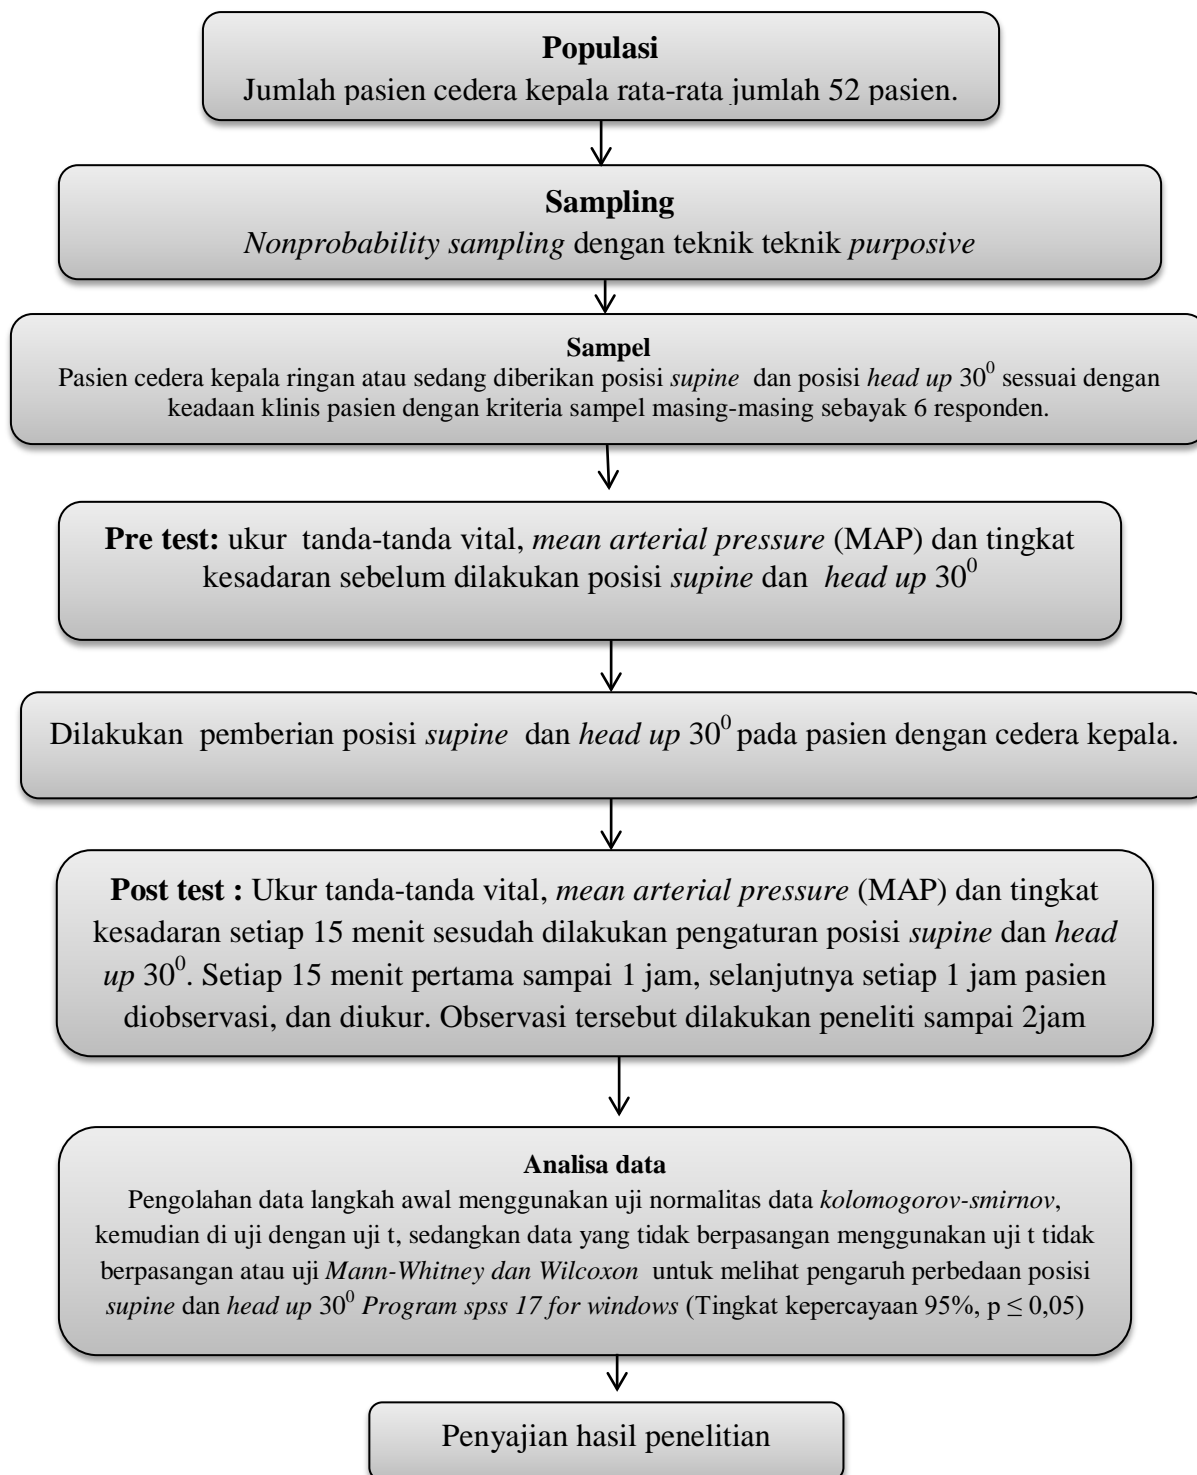 Populasi
Jumlah pasien cedera kepala rata-rata jumlah 52 pasien.
Sampling
Nonprobability sampling dengan teknik teknik purposive
Sampel
Pasien cedera kepala ringan atau sedang diberikan posisi supine dan posisi head up 30⁰ sessuai dengan
keadaan klinis pasien dengan kriteria sampel masing-masing sebayak 6 responden.
Pre test: ukur tanda-tanda vital, mean arterial pressure (MAP) dan tingkat
kesadaran sebelum dilakukan posisi supine dan head up 30⁰
Dilakukan pemberian posisi supine dan head up 30⁰ pada pasien dengan cedera kepala.
Post test : Ukur tanda-tanda vital, mean arterial pressure (MAP) dan tingkat
kesadaran setiap 15 menit sesudah dilakukan pengaturan posisi supine dan head
up 30⁰. Setiap 15 menit pertama sampai 1 jam, selanjutnya setiap 1 jam pasien
diobservasi, dan diukur. Observasi tersebut dilakukan peneliti sampai 2jam
Analisa data
Pengolahan data langkah awal menggunakan uji normalitas data kolomogorov-smirnov,
kemudian di uji dengan uji t, sedangkan data yang tidak berpasangan menggunakan uji t tidak
berpasangan atau uji Mann-Whitney dan Wilcoxon untuk melihat pengaruh perbedaan posisi
supine dan head up 30⁰ Program spss 17 for windows (Tingkat kepercayaan 95%, p ≤ 0,05)
Penyajian hasil penelitian